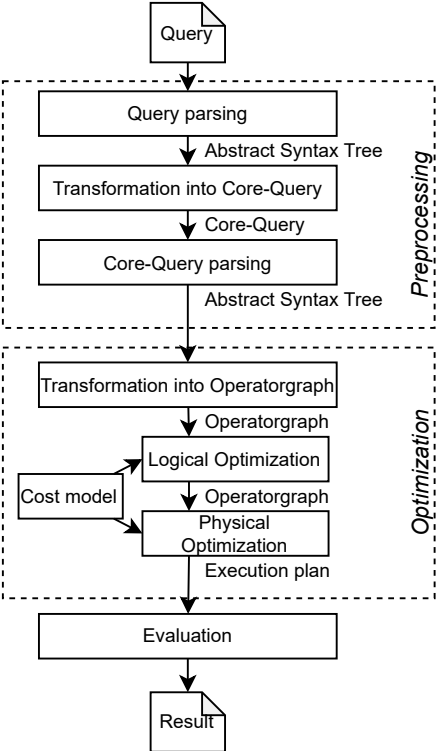 Query
Query parsing
Abstract Syntax Tree
Transformation into Core-Query
Core-Query
Core-Query parsing
Abstract Syntax Tree
Preprocessing
Transformation into Operatorgraph
Operatorgraph
Logical Optimization
Cost model
Operatorgraph
Physical
Optimization
Execution plan
Optimization
Evaluation
Result